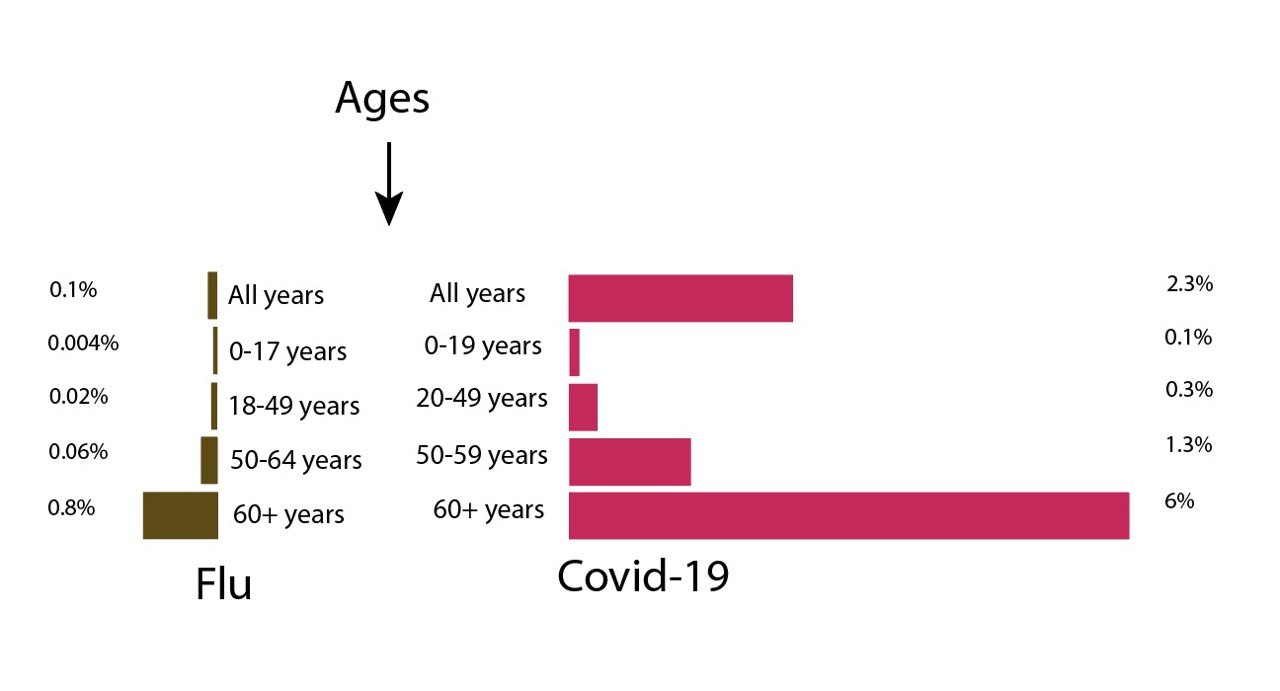 Ages
0.1% All years All years 2.3%
0.004% 0-17 years 0-19 years 0.1%
0.02% 18-49 years 20-49 years 0.3%
0.06% 50-64 years 50-59 years 1.3%
0.8% 60+ years 60+ years 6%
Flu Covid-19